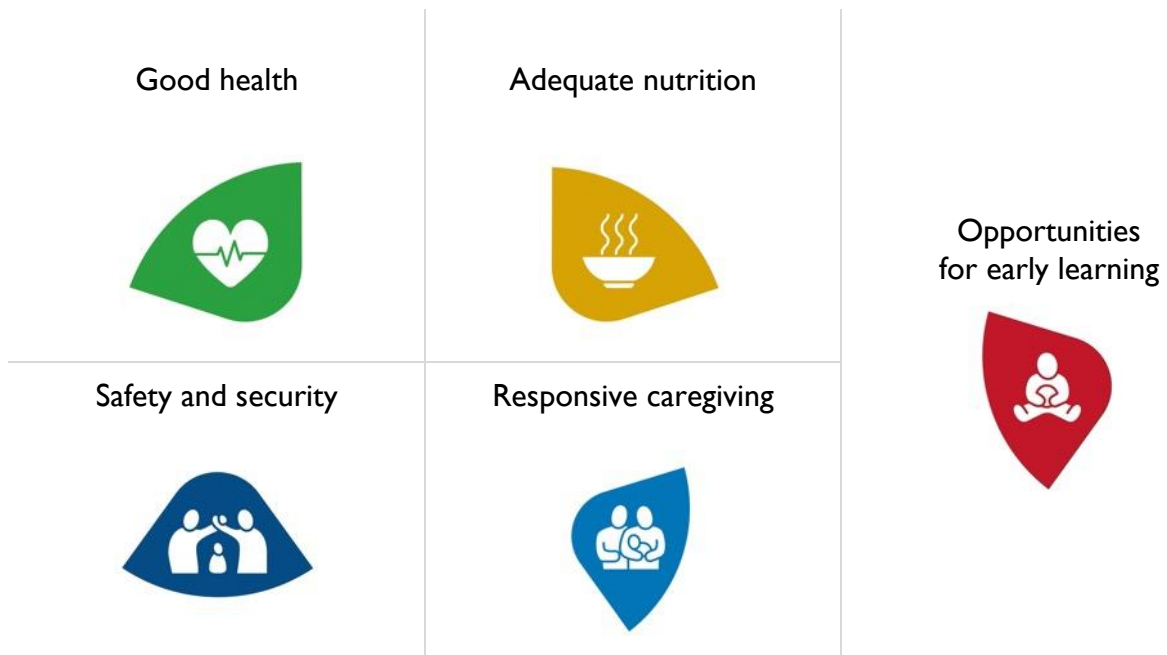 Good health
Adequate nutrition
Opportunities
for early learning
Safety and security
Responsive caregiving